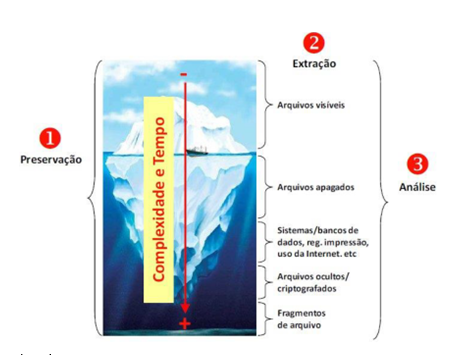 1
Preservação
2
Extração
3
Análise
-
Complexidade e Tempo
+
Arquivos visíveis
Arquivos apagados
Sistemas/bancos de
dados, reg. impressão,
uso da Internet. etc
Arquivos ocultos/
criptografados
Fragmentos
de arquivo